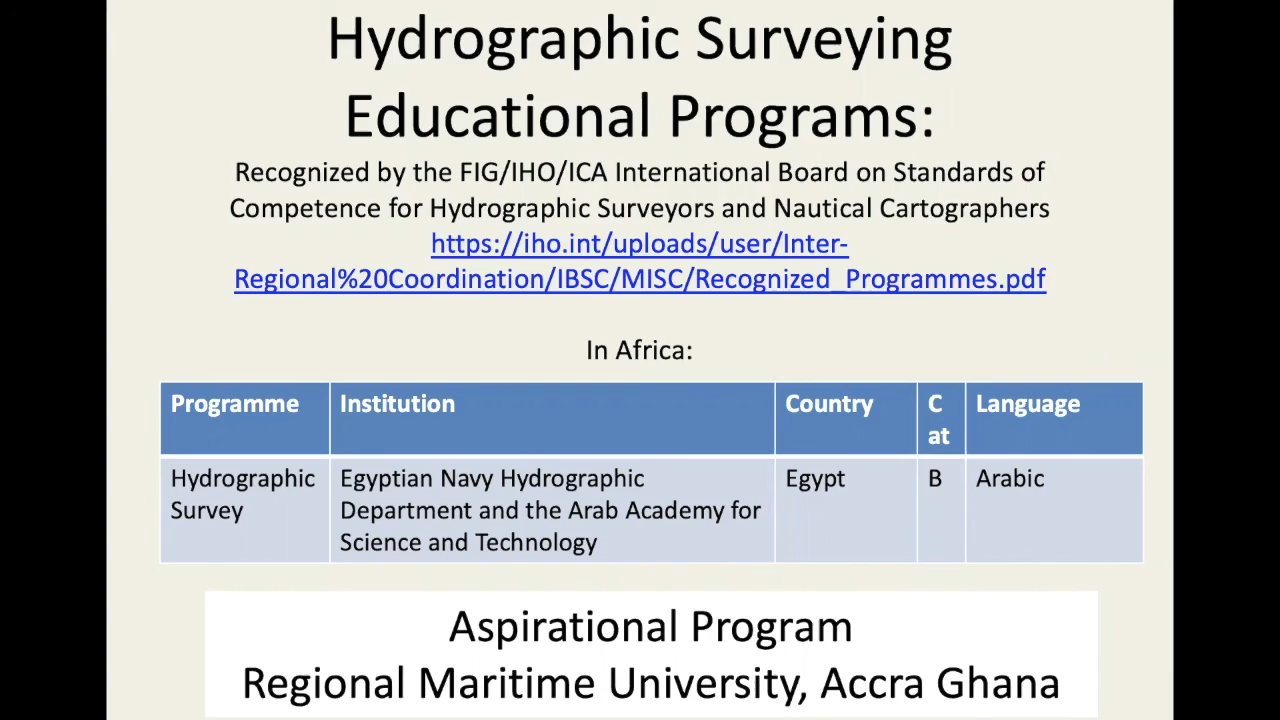 Hydrographic Surveying
Educational Programs:
Recognized by the FIG/IHO/ICA International Board on Standards of
Competence for Hydrographic Surveyors and Nautical Cartographers
https://iho.int/uploads/user/Inter-
Regional%20Coordination/IBSC/MISC/Recognized_Programmes.pdf
In Africa:
Programme Institution Country C Language
at
Hydrographic Egyptian Navy Hydrographic Egypt B Arabic
Survey Department and the Arab Academy for
Science and Technology
Aspirational Program
Regional Maritime University, Accra Ghana